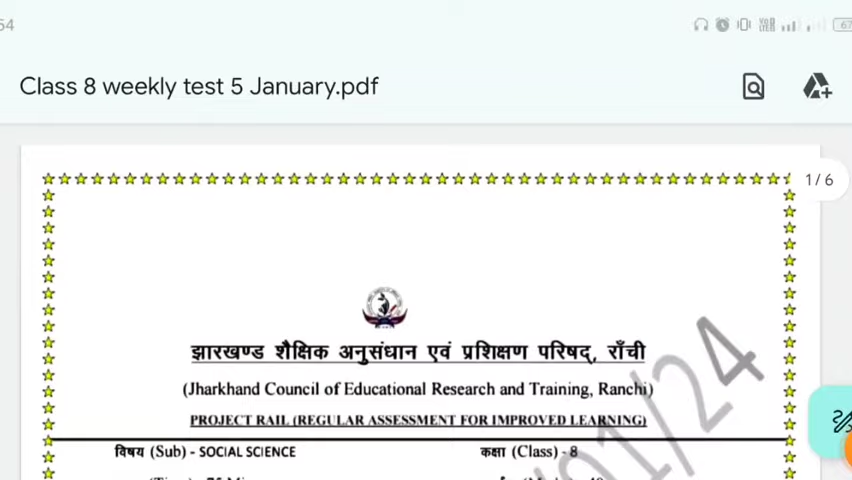 Class 8 weekly test 5 January.pdf
1/6
झारखण्ड शैक्षिक अनुसंधान एवं प्रशिक्षण परिषद्, राँची
(Jharkhand Council of Educational Research and Training, Ranchi)
PROJECT RAIL (REGULAR ASSESSMENT FOR IMPROVED LEARNING)
विषय (Sub) - SOCIAL SCIENCE कक्षा (Class) - 8